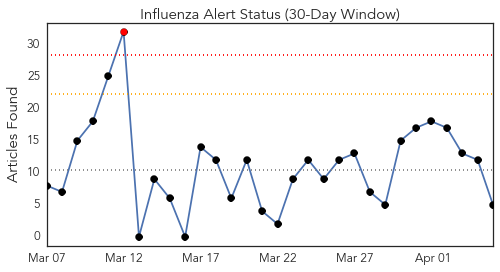 Influenza Alert Status (30-Day Window)
Articles Found
30
25
20
15
10
5
0
Mar 07
Mar 12
Mar 17
Mar 22
Mar 27
Apr 01